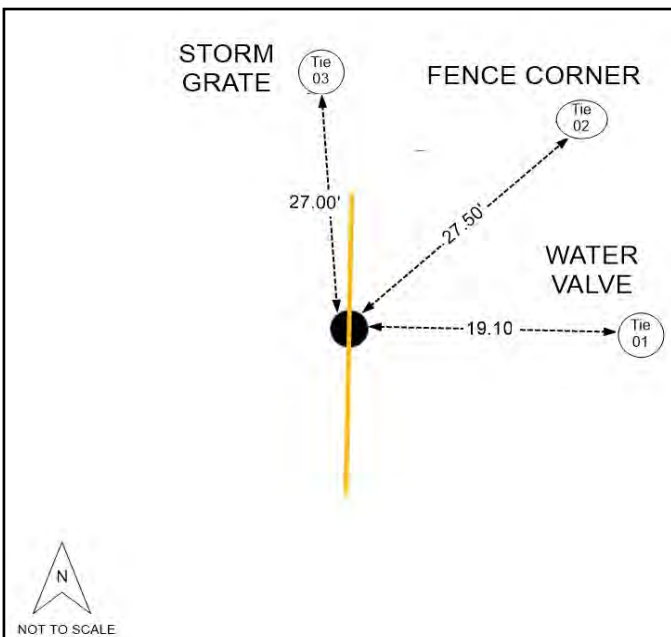 STORM
GRATE
Tie
03
FENCE CORNER
Tie
02
27.00'
27.50'
WATER
VALVE
19.10
Tie
01
N
NOT TO SCALE